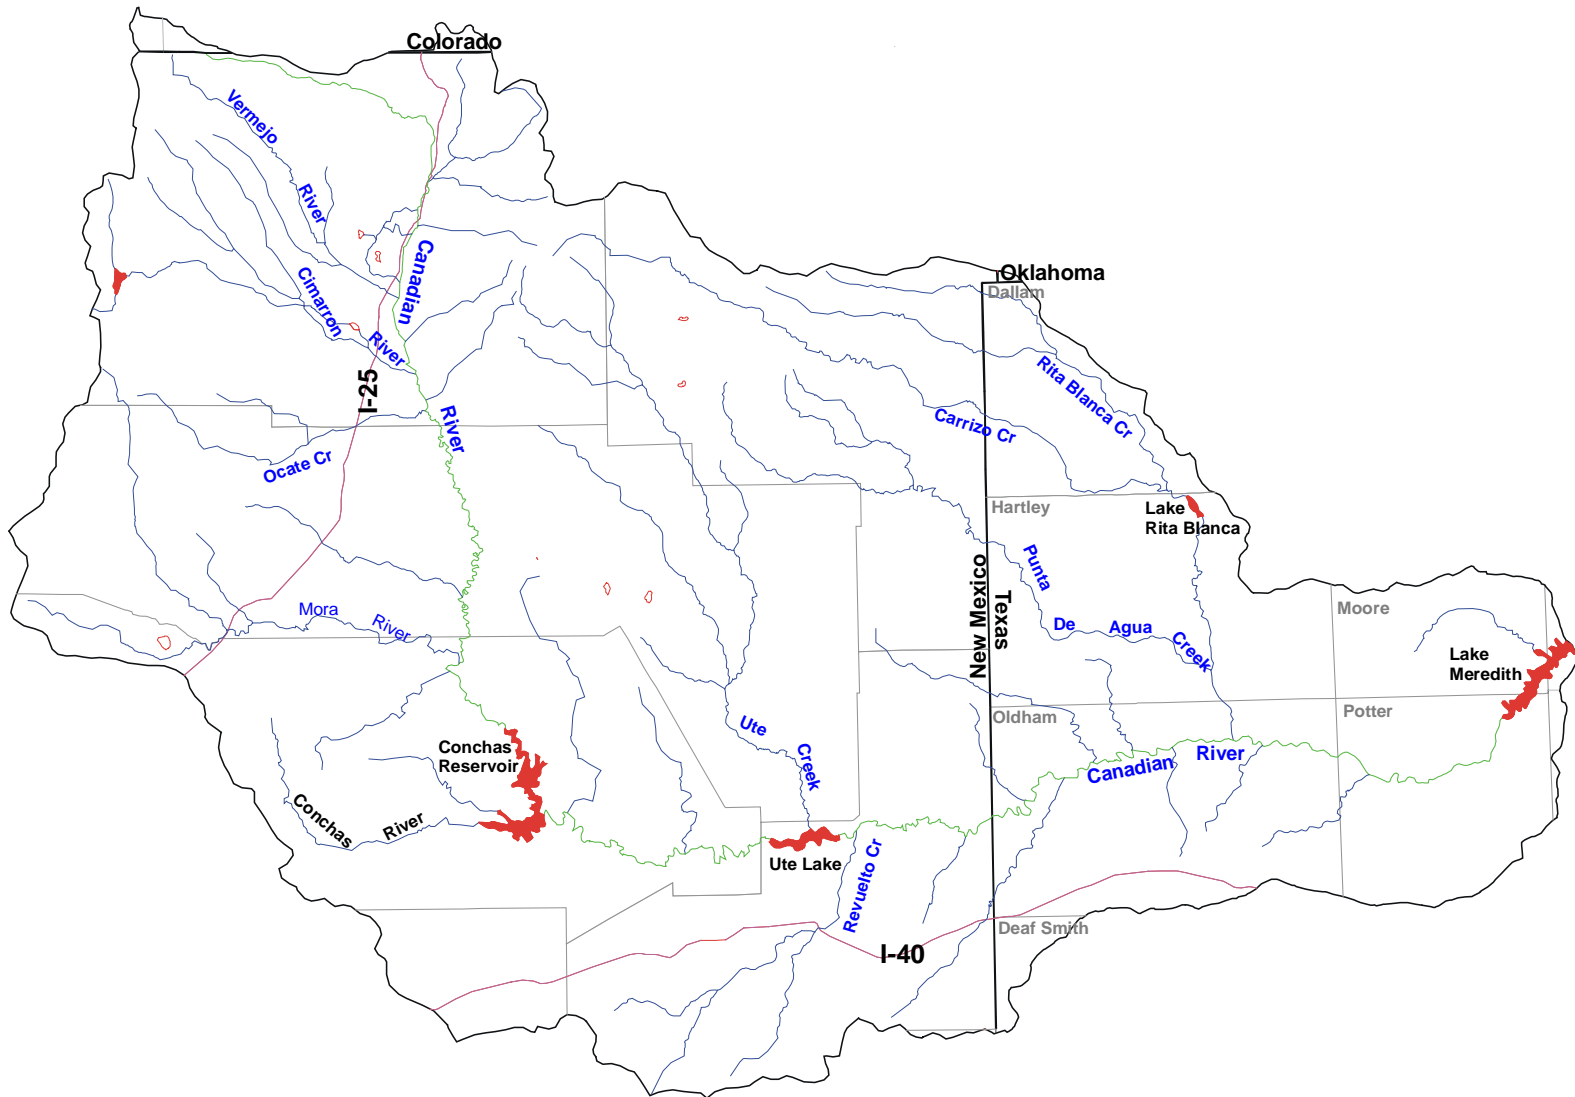 Colorado
Vermejo
River
Canadian
Cimarron
River
I-25
River
Ocate Cr
Oklahoma
Dallam
Rita Blanca Cr
Carrizo Cr
Hartley
Lake
Rita Blanca
New Mexico
Texas
Punta
De Agua
Creek
Mora
River
Moore
Lake
Meredith
Oldham
Potter
Ute
Creek
Conchas
Reservoir
Canadian
River
Conchas
River
Ute Lake
Revuelto Cr
Deaf Smith
I-40